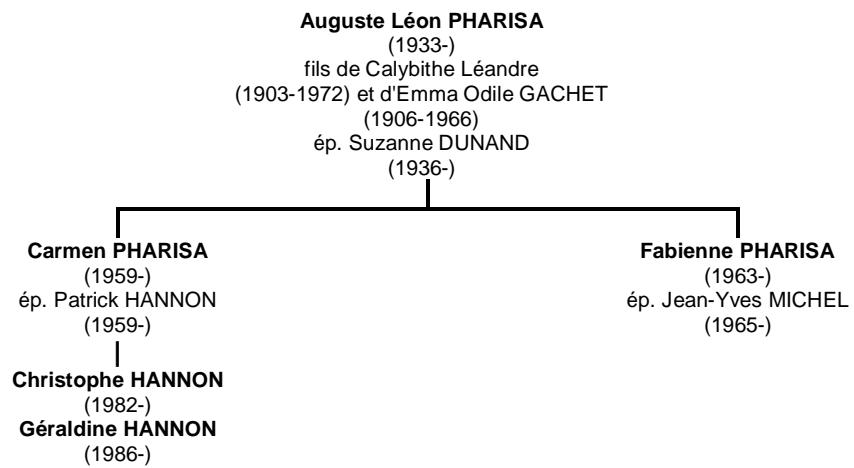 Auguste Léon PHARISA
(1933-)
fils de Calybithe Léandre
(1903-1972) et d'Emma Odile GACHET
(1906-1966)
ép. Suzanne DUNAND
(1936-)
Carmen PHARISA
(1959-)
ép. Patrick HANNON
(1959-)
Fabienne PHARISA
(1963-)
ép. Jean-Yves MICHEL
(1965-)
Christophe HANNON
(1982-)
Géraldine HANNON
(1986-)